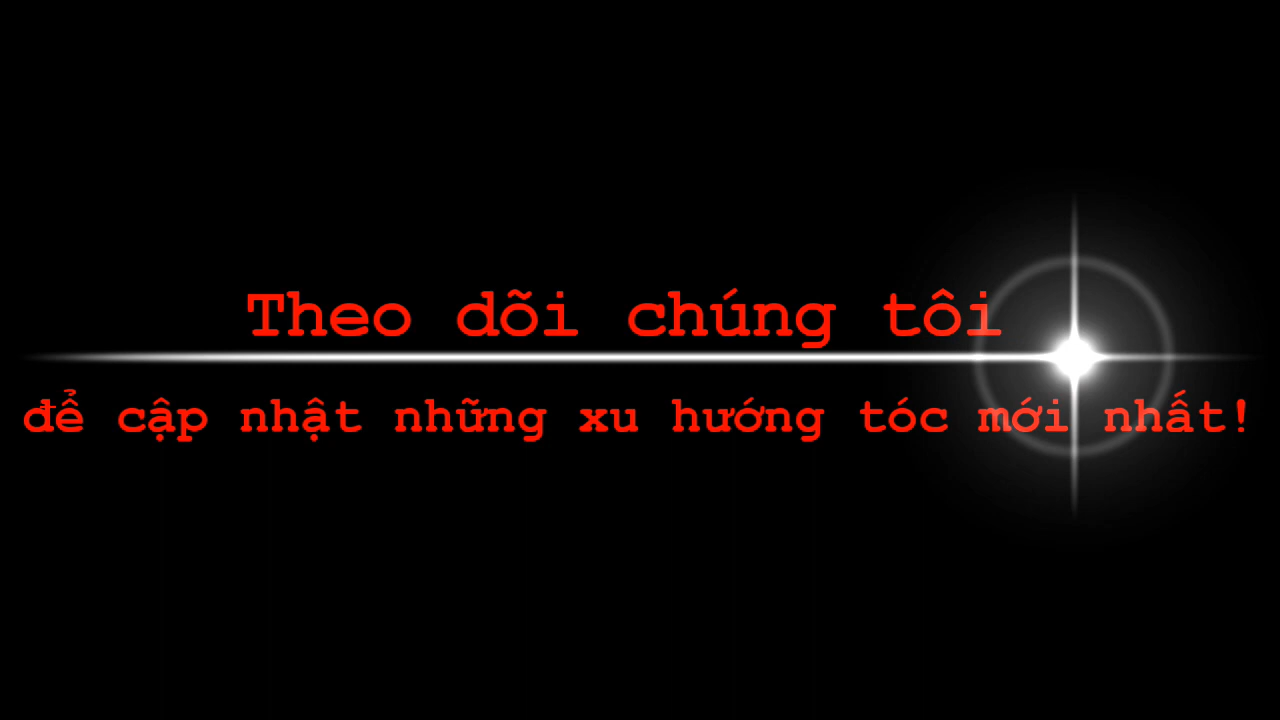 Theo dõi chúng tôi
để cập nhật những xu hướng tóc mới nhất!